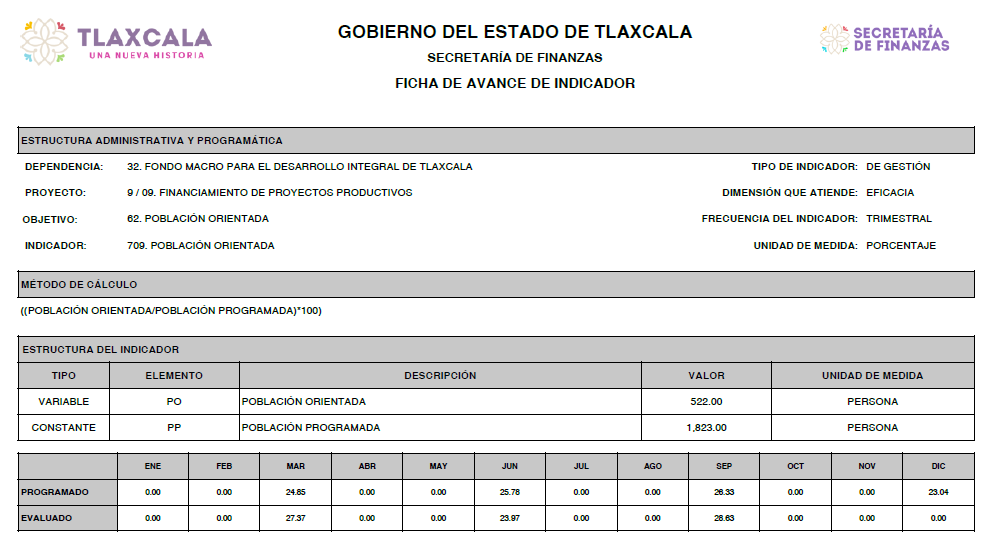 TLAXCALA
UNA NUEVA HISTORIA
GOBIERNO DEL ESTADO DE TLAXCALA
SECRETARÍA DE FINANZAS
FICHA DE AVANCE DE INDICADOR
SECRETARÍA
DE FINANZAS
ESTRUCTURA ADMINISTRATIVA Y PROGRAMÁTICA
DEPENDENCIA: 32. FONDO MACRO PARA EL DESARROLLO INTEGRAL DE TLAXCALA TIPO DE INDICADOR: DE GESTIÓN
PROYECTO: 9 / 09. FINANCIAMIENTO DE PROYECTOS PRODUCTIVOS DIMENSIÓN QUE ATIENDE: EFICACIA
OBJETIVO: 62. POBLACIÓN ORIENTADA FRECUENCIA DEL INDICADOR: TRIMESTRAL
INDICADOR: 709. POBLACIÓN ORIENTADA UNIDAD DE MEDIDA: PORCENTAJE
MÉTODO DE CÁLCULO
((POBLACIÓN ORIENTADA/POBLACIÓN PROGRAMADA)*100)
ESTRUCTURA DEL INDICADOR
TIPO ELEMENTO DESCRIPCIÓN VALOR UNIDAD DE MEDIDA
VARIABLE PO POBLACIÓN ORIENTADA 522.00 PERSONA
CONSTANTE PP POBLACIÓN PROGRAMADA 1,823.00 PERSONA
ENE FEB MAR ABR MAY JUN JUL AGO SEP OCT NOV DIC
PROGRAMADO 0.00 0.00 24.85 0.00 0.00 25.78 0.00 0.00 26.33 0.00 0.00 23.04
EVALUADO 0.00 0.00 27.37 0.00 0.00 23.97 0.00 0.00 28.63 0.00 0.00 0.00